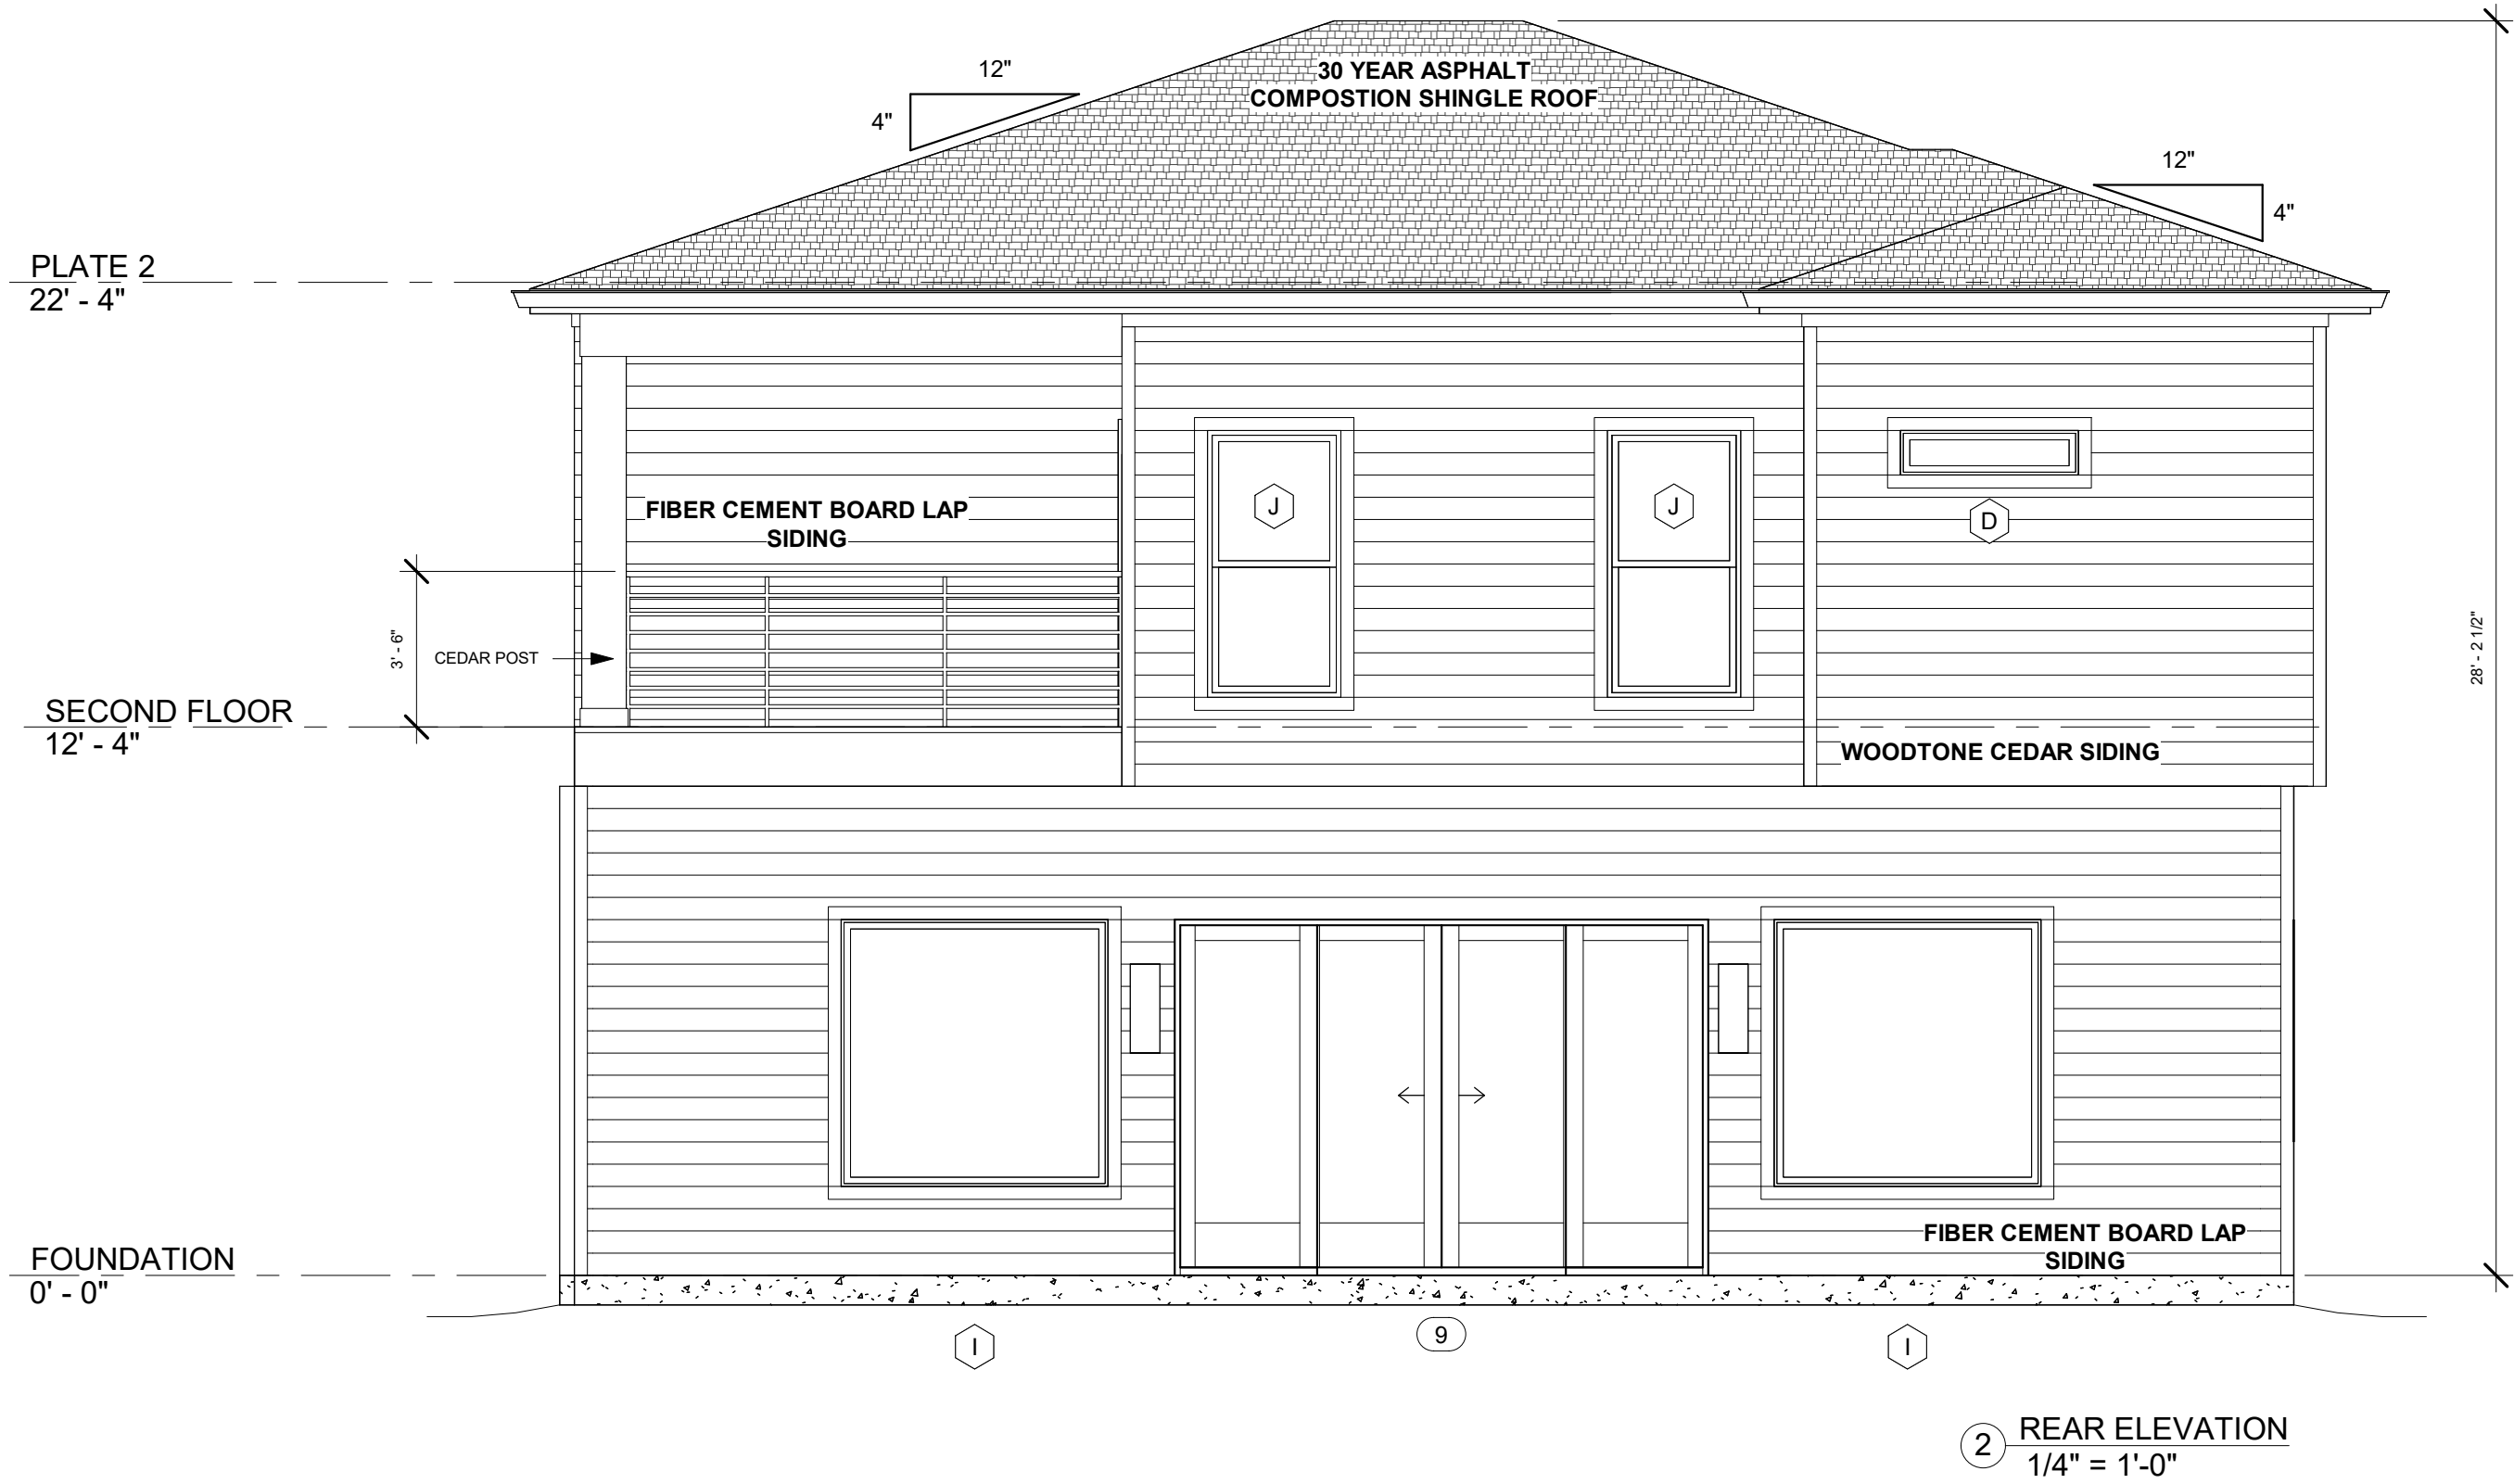 12"
4"
30 YEAR ASPHALT
COMPOSTION SHINGLE ROOF
12"
4"
PLATE 2
22' - 4"
J
J
D
FIBER CEMENT BOARD LAP
SIDING
3' - 6"
CEDAR POST
28' - 2 1/2"
SECOND FLOOR
12' - 4"
WOODTONE CEDAR SIDING
FIBER CEMENT BOARD LAP
SIDING
FOUNDATION
0' - 0"
I
9
I
2
REAR ELEVATION
1/4" = 1'-0"